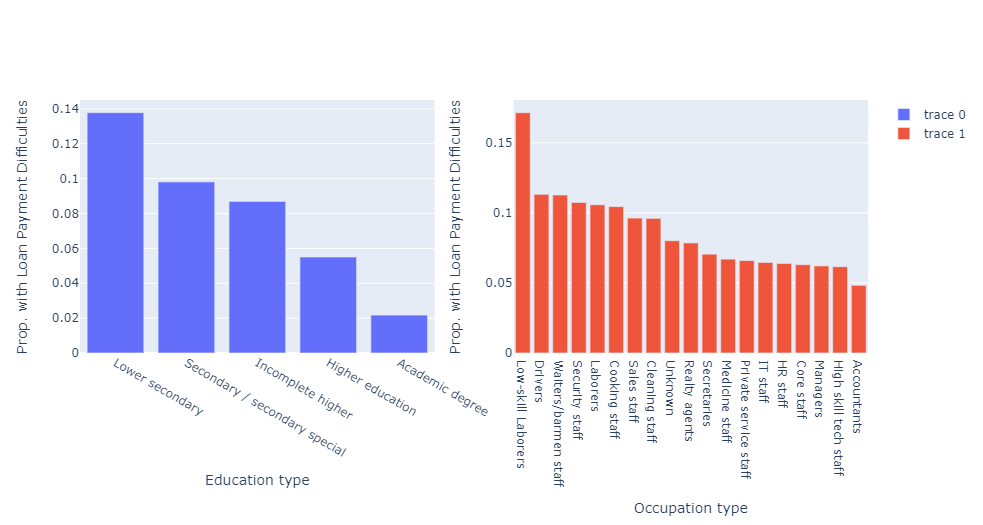 Prop. with Loan Payment Difficulties
0.14
0.12
0.1
0.08
0.06
0.04
0.02
0
Lower secondary
Secondary / secondary special
Incomplete higher
Higher education
Academic degree
Education type
Prop. with Loan Payment Difficulties
0.15
0.1
0.05
0
Low-skill Laborers
Drivers
Waiters/barmen staff
Security staff
Laborers
Cooking staff
Sales staff
Cleaning staff
Unknown
Realty agents
Secretaries
Medicine staff
Private service staff
IT staff
HR staff
Core staff
Managers
High skill tech staff
Accountants
Occupation type
trace 0
trace 1